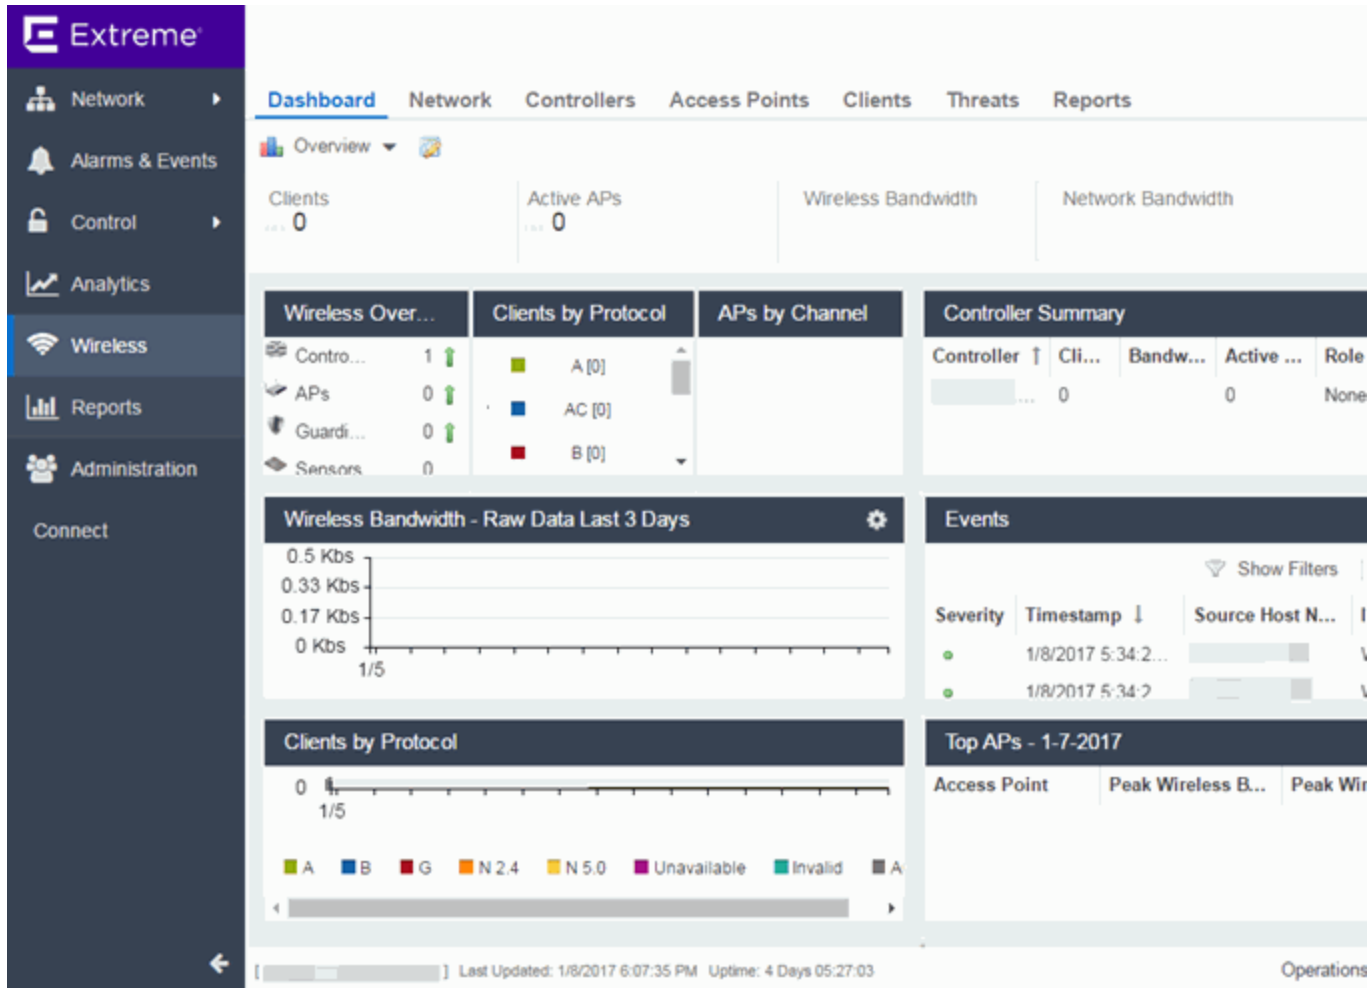 Extreme
Network
Alarms & Events
Control
Analytics
Wireless
Reports
Administration
Connect
Dashboard Network Controllers Access Points Clients Threats Reports
Overview
Clients Active APs Wireless Bandwidth Network Bandwidth
0 0
Wireless Over... Clients by Protocol APs by Channel
Contro... 1
APs 0
Guardi... 0
Sensors 0
A [0]
AC [0]
B [0]
Controller Summary
Controller Cli... Bandw... Active ... Role
... 0 0 None
Wireless Bandwidth - Raw Data Last 3 Days
0.5 Kbs
0.33 Kbs
0.17 Kbs
0 Kbs
1/5
Events
Show Filters
Severity Timestamp Source Host N...
1/8/2017 5:34:2...
1/8/2017 5:34:2
Clients by Protocol
0
1/5
A B G N 2.4 N 5.0 Unavailable Invalid A
Top APs - 1-7-2017
Access Point Peak Wireless B... Peak Wir
[ ] Last Updated: 1/8/2017 6:07:35 PM Uptime: 4 Days 05:27:03
Operations